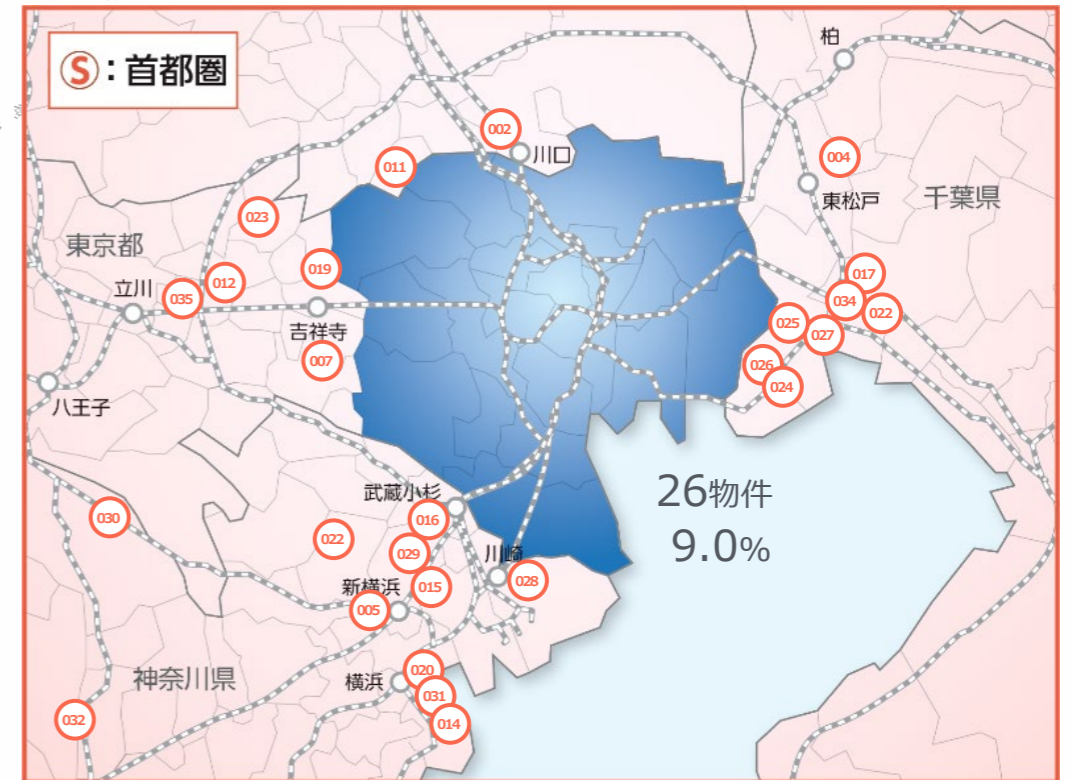 S:首都圏
柏
002
川口
011
004
東松戸
千葉県
023
東京都
019
017
012
立川
035
034
022
吉祥寺
025
027
007
026
024
八王子
26物件
9.0%
武蔵小杉
030
016
022
029
川崎
新横浜
015
028
005
020
横浜
神奈川県
031
032
014